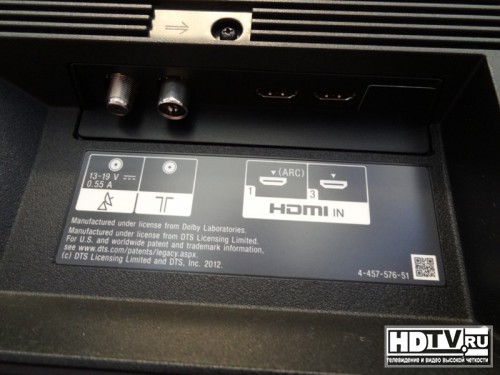 13-19 V
0.55 A
(ARC)
1
3
HDMI IN
Manufactured under license from Dolby Laboratories.
Manufactured under license from DTS Licensing Limited.
For U.S. and worldwide patent and trademark information,
see www.dts.com/patents/legacy.aspx.
(c) DTS Licensing Limited and DTS, Inc. 2012.
4-457-576-51
HDTV.RU
ТЕЛЕВИДЕНИЕ И ВИДЕО ВЫСОКОЙ ЧЕТКОСТИ